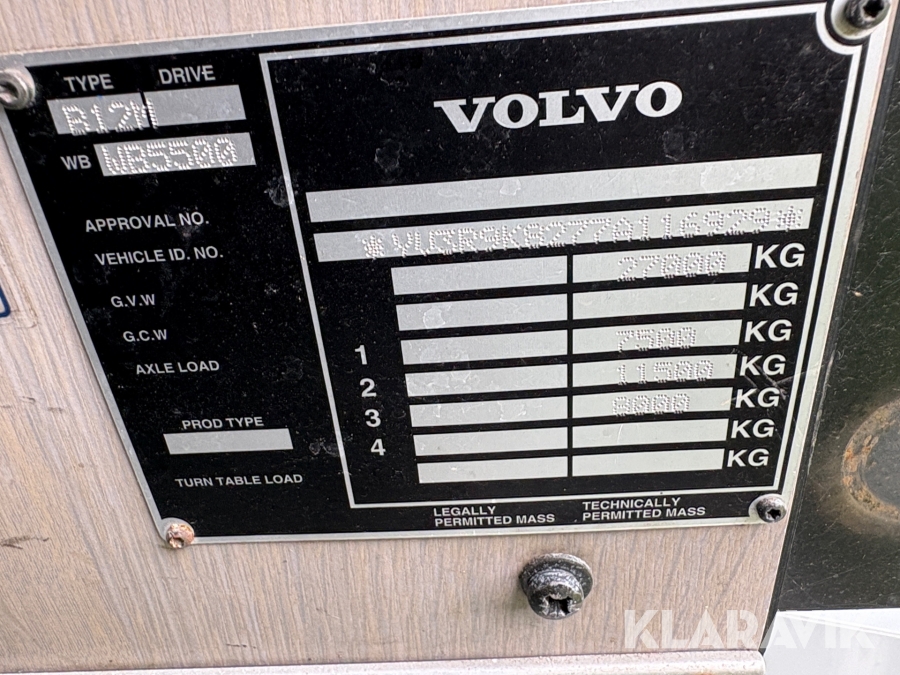 TYPE DRIVE
B12M
WB WB5500
VOLVO
APPROVAL NO.
VEHICLE ID. NO. *YV3R9K8277A116929*
G.V.W 27000 KG
G.C.W KG
AXLE LOAD 1 7500 KG
2 11500 KG
3 8000 KG
4 KG
PROD TYPE
TURN TABLE LOAD KG
LEGALLY PERMITTED MASS
TECHNICALLY PERMITTED MASS
KLARAVIK